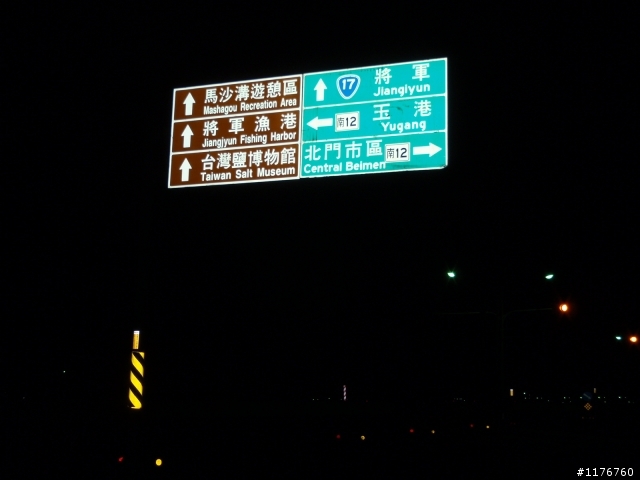 馬沙溝遊憩區
Mashagou Recreation Area
將軍漁港
Jiangjyun Fishing Harbor
台灣鹽博物館
Taiwan Salt Museum
17 將軍
Jiangjyun
南12 玉港
Yugang
北門市區 南12
Central Beimen
#1176760